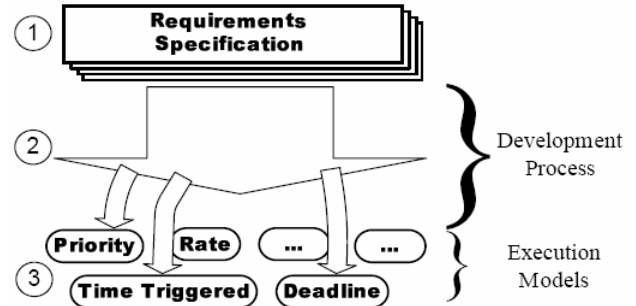 1
Requirements
Specification
2
Development
Process
Priority
Rate
...
...
Execution
Models
3
Time Triggered
Deadline